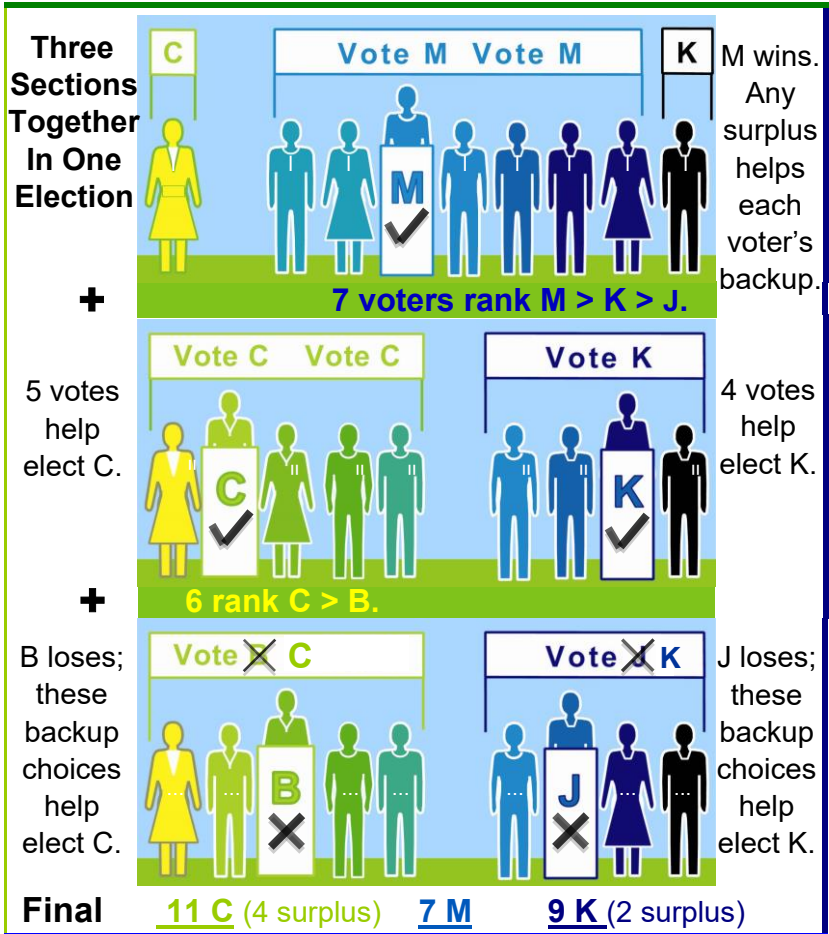 Three
Sections
Together
In One
Election
C
Vote M Vote M
K
M
M wins.
Any
surplus
helps
each
voter's
backup.
+
7 voters rank M > K > J.
5 votes
help
elect C.
Vote C Vote C
Vote K
C
K
4 votes
help
elect K.
+
6 rank C > B.
B loses;
these
backup
choices
help
elect C.
Vote B C
Vote J K
B
J
J loses;
these
backup
choices
help
elect K.
Final 11 C (4 surplus) 7 M 9 K (2 surplus)